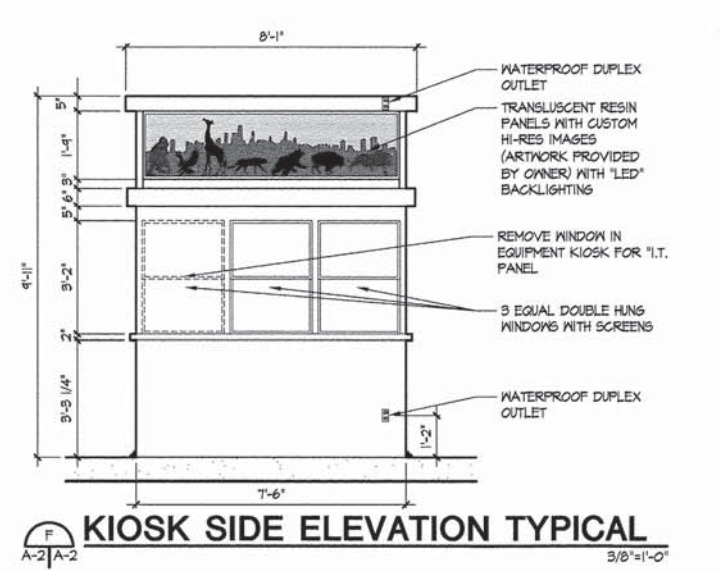 8'-1"
WATERPROOF DUPLEX
OUTLET
TRANSLUSCENT RESIN
PANELS WITH CUSTOM
HI-RES IMAGES
(ARTWORK PROVIDED
BY OWNER) WITH "LED"
BACKLIGHTING
5"
1'-9"
3"
6"
5"
9'-11"
3'-2"
2"
3'-3 1/4"
REMOVE WINDOW IN
EQUIPMENT KIOSK FOR "I.T.
PANEL
3 EQUAL DOUBLE HUNG
WINDOWS WITH SCREENS
WATERPROOF DUPLEX
OUTLET
1'-2"
7'-6"
F
A-2 A-2
KIOSK SIDE ELEVATION TYPICAL
3/8"=1'-0"